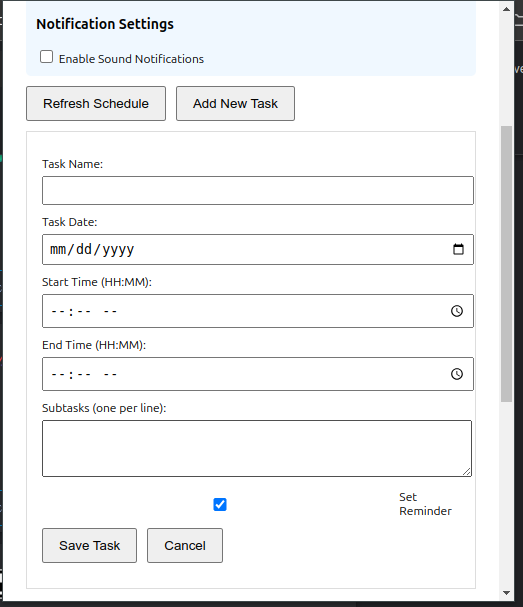 Notification Settings
Enable Sound Notifications
Refresh Schedule
Add New Task
Task Name:
Task Date:
mm/dd/yyyy
Start Time (HH:MM):
--:-- --
End Time (HH:MM):
--:-- --
Subtasks (one per line):
Set
Reminder
Save Task
Cancel